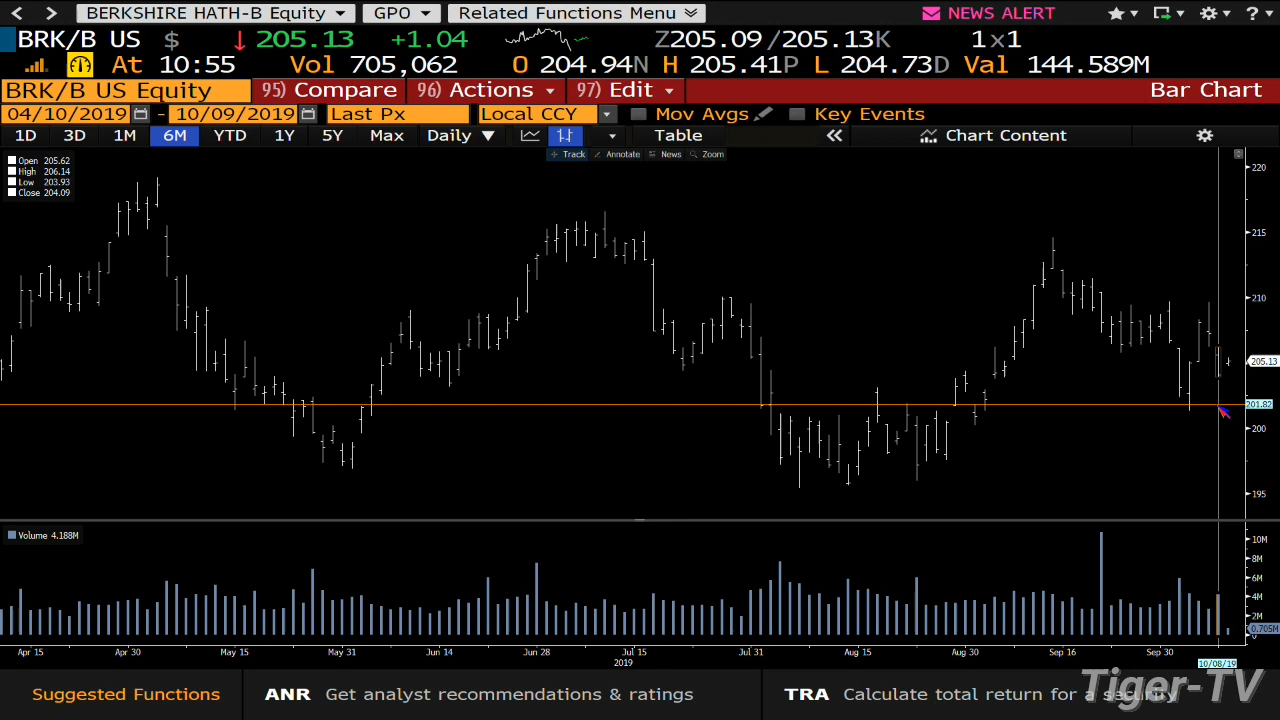 BERKSHIRE HATH-B Equity GPO Related Functions Menu NEWS ALERT ?
BRK/B US $ ↓ 205.13 +1.04 Z205.09/205.13K 1x1
At 10:55 Vol 705,062 O 204.94N H 205.41P L 204.73D Val 144.589M
BRK/B US Equity 95) Compare 96) Actions 97) Edit Bar Chart
04/10/2019 - 10/09/2019 Last Px Local CCY Mov Avgs Key Events
1D 3D 1M 6M YTD 1Y 5Y Max Daily ▼ Table « Chart Content
Track Annotate News Zoom
Open 205.62
High 206.14
Low 203.93
Close 204.09
220
215
210
205.13
201.82
200
195
Volume 4.188M
10M
8M
6M
4M
2M
0.705M
0
Apr 15 Apr 30 May 15 May 31 Jun 14 Jun 28 Jul 15 Jul 31 Aug 15 Aug 30 Sep 16 Sep 30
2019 10/08/19
Suggested Functions ANR Get analyst recommendations & ratings TRA Calculate total return for a security
Tiger-TV